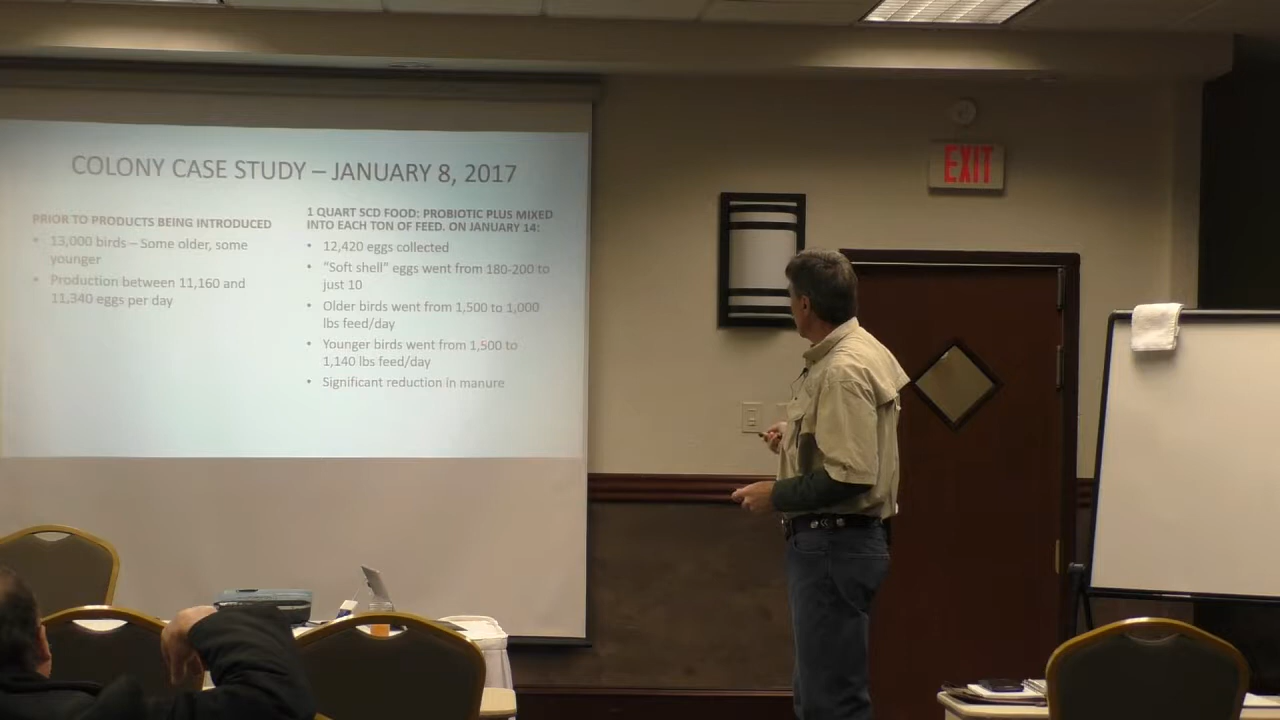 COLONY CASE STUDY – JANUARY 8, 2017
PRIOR TO PRODUCTS BEING INTRODUCED
• 13,000 birds – Some older, some
younger
• Production between 11,160 and
11,340 eggs per day
1 QUART SCD FOOD: PROBIOTIC PLUS MIXED
INTO EACH TON OF FEED. ON JANUARY 14:
• 12,420 eggs collected
• "Soft shell" eggs went from 180-200 to
just 10
• Older birds went from 1,500 to 1,000
lbs feed/day
• Younger birds went from 1,500 to
1,140 lbs feed/day
• Significant reduction in manure
EXIT